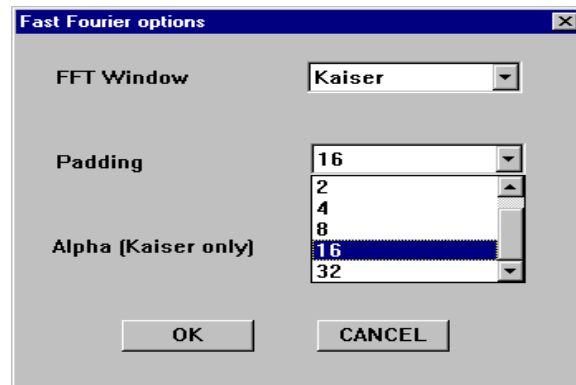 Fast Fourier options
FFT Window
Kaiser
Padding
16
2
4
8
16
32
Alpha (Kaiser only)
OK
CANCEL